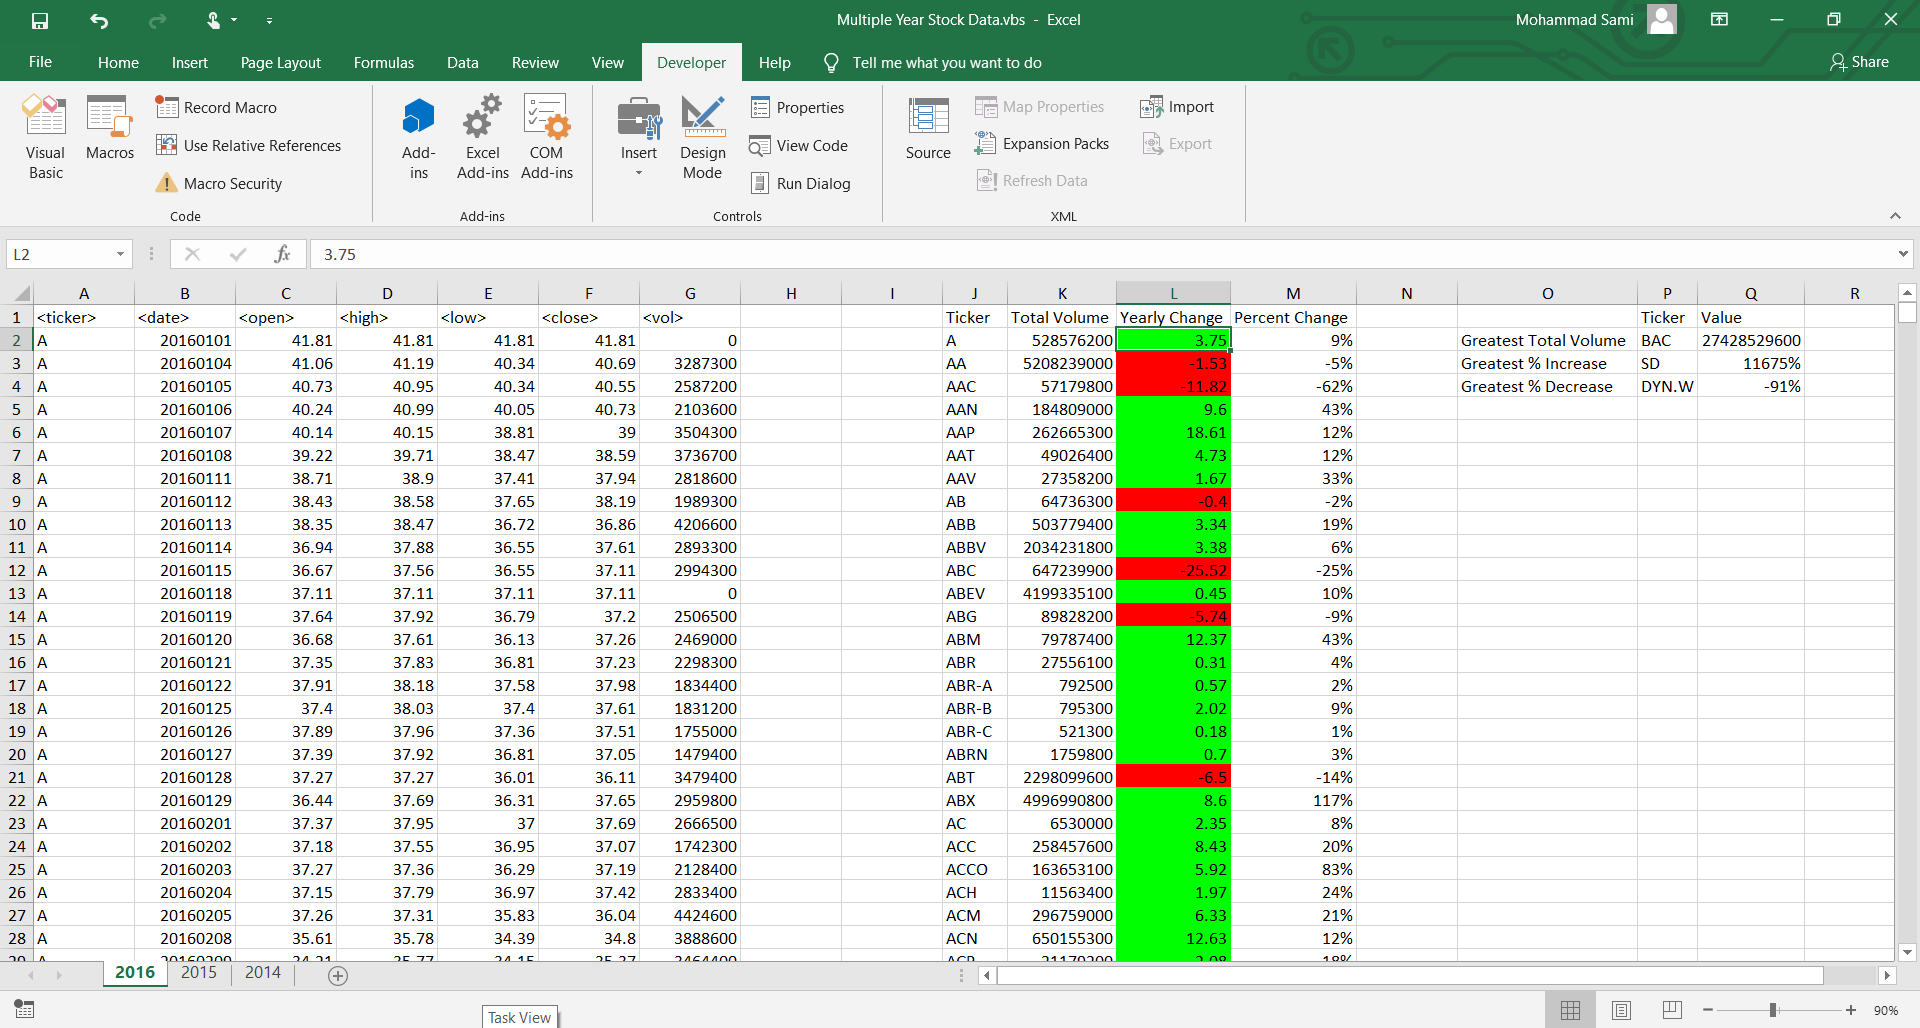 Multiple Year Stock Data.vbs - Excel
Mohammad Sami
File Home Insert Page Layout Formulas Data Review View Developer Help Tell me what you want to do Share
Visual Basic
Macros
Record Macro
Use Relative References
Macro Security
Code
Add-ins
Excel Add-ins
COM Add-ins
Add-ins
Insert
Design Mode
Properties
View Code
Run Dialog
Controls
Source
Map Properties
Expansion Packs
Refresh Data
Import
Export
XML
L2 fx 3.75
A B C D E F G H I J K L M N O P Q R
1 <ticker> <date> <open> <high> <low> <close> <vol> Ticker Total Volume Yearly Change Percent Change Ticker Value
2 A 20160101 41.81 41.81 41.81 41.81 0 A 528576200 3.75 9% Greatest Total Volume BAC 27428529600
3 A 20160104 41.06 41.19 40.34 40.69 3287300 AA 5208239000 -1.53 -5% Greatest % Increase SD 11675%
4 A 20160105 40.73 40.95 40.34 40.55 2587200 AAC 57179800 -11.82 -62% Greatest % Decrease DYN.W -91%
5 A 20160106 40.24 40.99 40.05 40.73 2103600 AAN 184809000 9.6 43%
6 A 20160107 40.14 40.15 38.81 39 3504300 AAP 262665300 18.61 12%
7 A 20160108 39.22 39.71 38.47 38.59 3736700 AAT 49026400 4.73 12%
8 A 20160111 38.71 38.9 37.41 37.94 2818600 AAV 27358200 1.67 33%
9 A 20160112 38.43 38.58 37.65 38.19 1989300 AB 64736300 -0.4 -2%
10 A 20160113 38.35 38.47 36.72 36.86 4206600 ABB 503779400 3.34 19%
11 A 20160114 36.94 37.88 36.55 37.61 2893300 ABBV 2034231800 3.38 6%
12 A 20160115 36.67 37.56 36.55 37.11 2994300 ABC 647239900 -25.52 -25%
13 A 20160118 37.11 37.11 37.11 37.11 0 ABEV 4199335100 0.45 10%
14 A 20160119 37.64 37.92 36.79 37.2 2506500 ABG 89828200 -5.74 -9%
15 A 20160120 36.68 37.61 36.13 37.26 2469000 ABM 79787400 12.37 43%
16 A 20160121 37.35 37.83 36.81 37.23 2298300 ABR 27556100 0.31 4%
17 A 20160122 37.91 38.18 37.58 37.98 1834400 ABR-A 792500 0.57 2%
18 A 20160125 37.4 38.03 37.4 37.61 1831200 ABR-B 795300 2.02 9%
19 A 20160126 37.89 37.96 37.36 37.51 1755000 ABR-C 521300 0.18 1%
20 A 20160127 37.39 37.92 36.81 37.05 1479400 ABRN 1759800 0.7 3%
21 A 20160128 37.27 37.27 36.01 36.11 3479400 ABT 2298099600 -6.5 -14%
22 A 20160129 36.44 37.69 36.31 37.65 2959800 ABX 4996990800 8.6 117%
23 A 20160201 37.37 37.95 37 37.69 2666500 AC 6530000 2.35 8%
24 A 20160202 37.18 37.55 36.95 37.07 1742300 ACC 258457600 8.43 20%
25 A 20160203 37.27 37.36 36.29 37.19 2128400 ACCO 163653100 5.92 83%
26 A 20160204 37.15 37.79 36.97 37.42 2833400 ACH 11563400 1.97 24%
27 A 20160205 37.26 37.31 35.83 36.04 4424600 ACM 296759000 6.33 21%
28 A 20160208 35.61 35.78 34.39 34.8 3888600 ACN 650155300 12.63 12%
2016 2015 2014
Task View
90%